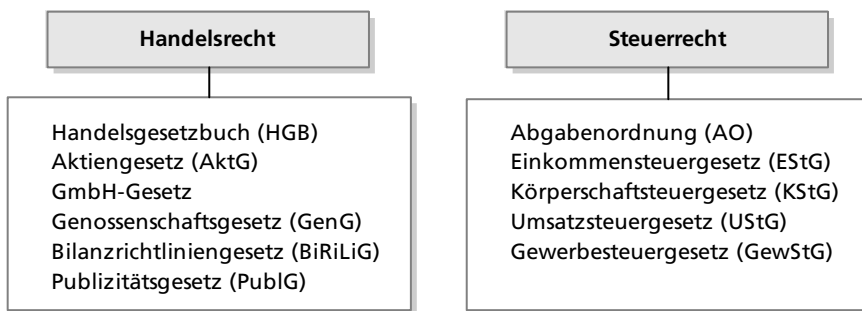 Handelsrecht
Handelsgesetzbuch (HGB)
Aktiengesetz (AktG)
GmbH-Gesetz
Genossenschaftsgesetz (GenG)
Bilanzrichtliniengesetz (BiRiLiG)
Publizitätsgesetz (PublG)
Steuerrecht
Abgabenordnung (AO)
Einkommensteuergesetz (EStG)
Körperschaftsteuergesetz (KStG)
Umsatzsteuergesetz (UStG)
Gewerbesteuergesetz (GewStG)